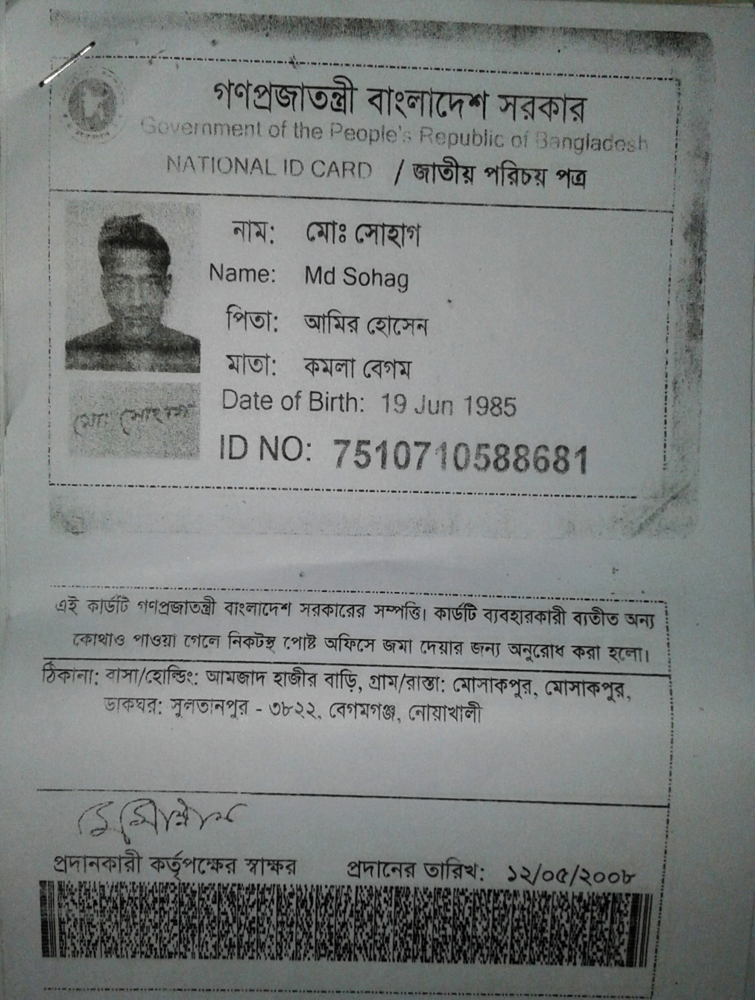 গণপ্রজাতন্ত্রী বাংলাদেশ সরকার
Government of the People's Republic of Bangladesh
NATIONAL ID CARD / জাতীয় পরিচয় পত্র
নাম: মোঃ সোহাগ
Name: Md Sohag
পিতা: আমির হোসেন
মাতা: কমলা বেগম
Date of Birth: 19 Jun 1985
মোঃ সোহাগ
ID NO: 7510710588681
এই কার্ডটি গণপ্রজাতন্ত্রী বাংলাদেশ সরকারের সম্পত্তি। কার্ডটি ব্যবহারকারী ব্যতীত অন্য
কোথাও পাওয়া গেলে নিকটস্থ পোষ্ট অফিসে জমা দেয়ার জন্য অনুরোধ করা হলো।
ঠিকানা: বাসা/হোল্ডিং: আমজাদ হাজীর বাড়ি, গ্রাম/রাস্তা: মোসাকপুর, মোসাকপুর,
ডাকঘর: সুলতানপুর - ৩৮২২, বেগমগঞ্জ, নোয়াখালী
প্রদানকারী কর্তৃপক্ষের স্বাক্ষর প্রদানের তারিখ: ১২/০৫/২০০৮